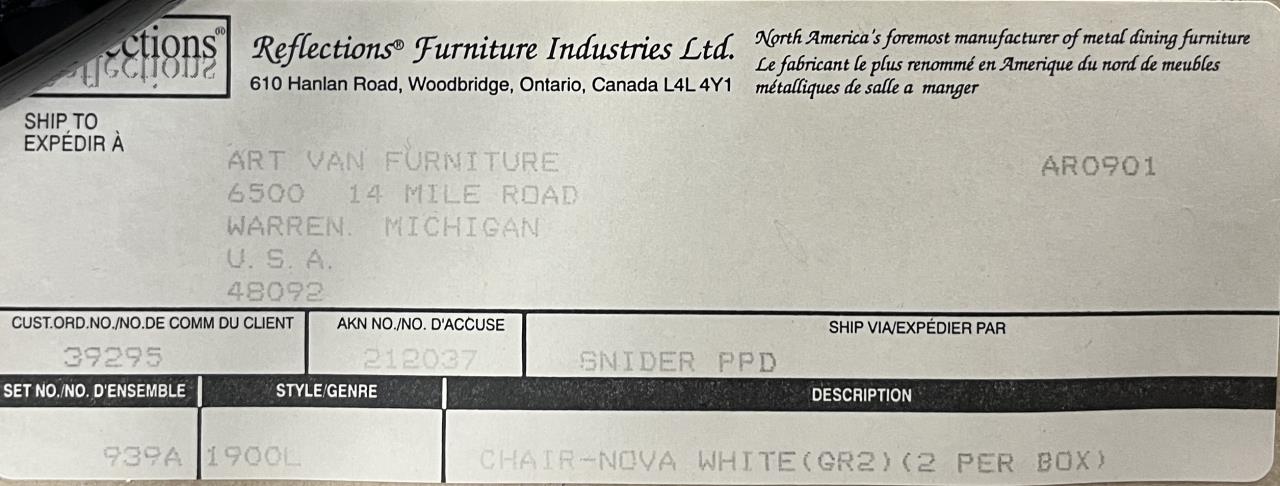 ctions®
Reflections® Furniture Industries Ltd.
610 Hanlan Road, Woodbridge, Ontario, Canada L4L 4Y1
North America's foremost manufacturer of metal dining furniture
Le fabricant le plus renommé en Amerique du nord de meubles
métalliques de salle a manger
SHIP TO
EXPÉDIR À
ART VAN FURNITURE
6500 14 MILE ROAD
WARREN. MICHIGAN
U. S. A.
48092
AR0901
CUST.ORD.NO./NO.DE COMM DU CLIENT
39295
AKN NO./NO. D'ACCUSE
212037
SHIP VIA/EXPÉDIER PAR
SNIDER PPD
SET NO./NO. D'ENSEMBLE
STYLE/GENRE
DESCRIPTION
939A
1900L
CHAIR-NOVA WHITE(GR2)(2 PER BOX)